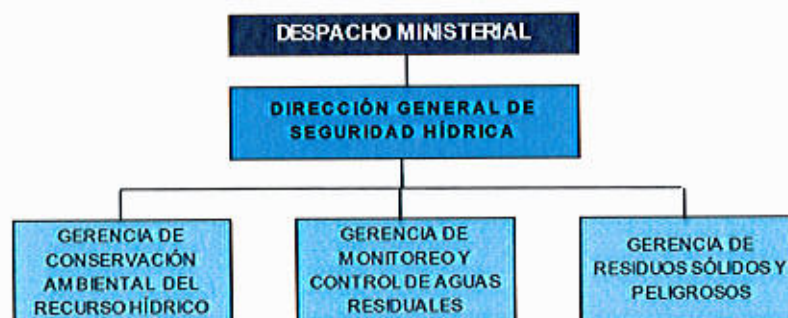 DESPACHO MINISTERIAL
DIRECCIÓN GENERAL DE
SEGURIDAD HÍDRICA
GERENCIA DE
CONSERVACIÓN
AMBIENTAL DEL
RECURSO HÍDRICO
GERENCIA DE
MONITOREO Y
CONTROL DE AGUAS
RESIDUALES
GERENCIA DE
RESIDUOS SÓLIDOS Y
PELIGROSOS